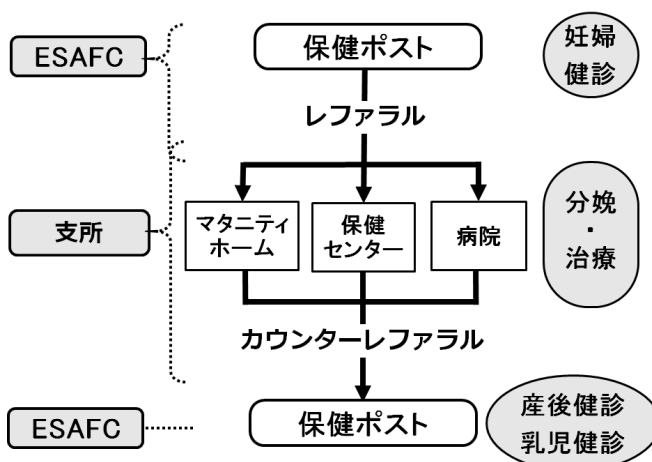 ESAFC
保健ポスト
妊婦
健診
レファラル
支所
マタニティ
ホーム
保健
センター
病院
分娩
・
治療
カウンターレファラル
ESAFC
保健ポスト
産後健診
乳児健診